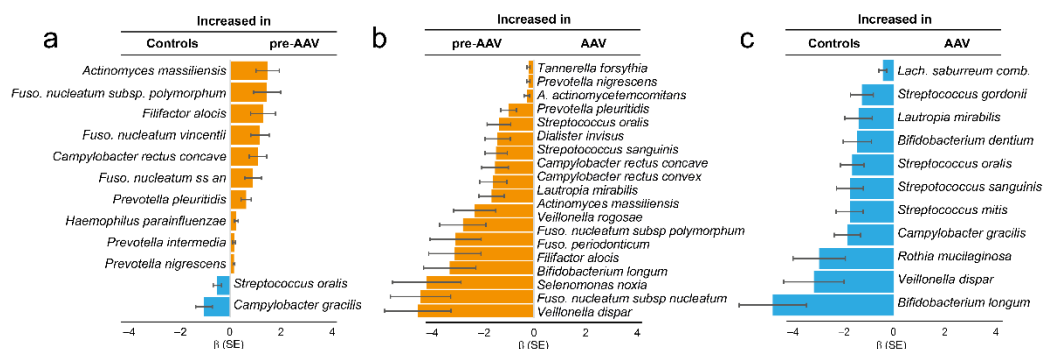 a
Increased in
Controls pre-AAV
Actinomyces massiliensis
Fuso. nucleatum subsp. polymorphum
Filifactor alocis
Fuso. nucleatum vincentii
Campylobacter rectus concave
Fuso. nucleatum ss an
Prevotella pleuritidis
Haemophilus parainfluenzae
Prevotella intermedia
Prevotella nigrescens
Streptococcus oralis
Campylobacter gracilis
−4 −2 0 2 4
β (SE)
b
Increased in
pre-AAV AAV
Tannerella forsythia
Prevotella nigrescens
A. actinomycetemcomitans
Prevotella pleuritidis
Streptococcus oralis
Dialister invisus
Strepotococcus sanguinis
Campylobacter rectus concave
Campylobacter rectus convex
Lautropia mirabilis
Actinomyces massiliensis
Veillonella rogosae
Fuso. nucleatum subsp polymorphum
Fuso. periodonticum
Filifactor alocis
Bifidobacterium longum
Selenomonas noxia
Fuso. nucleatum subsp nucleatum
Veillonella dispar
−4 −2 0 2 4
β (SE)
c
Increased in
Controls AAV
Lach. saburreum comb.
Streptococcus gordonii
Lautropia mirabilis
Bifidobacterium dentium
Streptococcus oralis
Strepotococcus sanguinis
Streptococcus mitis
Campylobacter gracilis
Rothia mucilaginosa
Veillonella dispar
Bifidobacterium longum
−4 −2 0 2 4
β (SE)